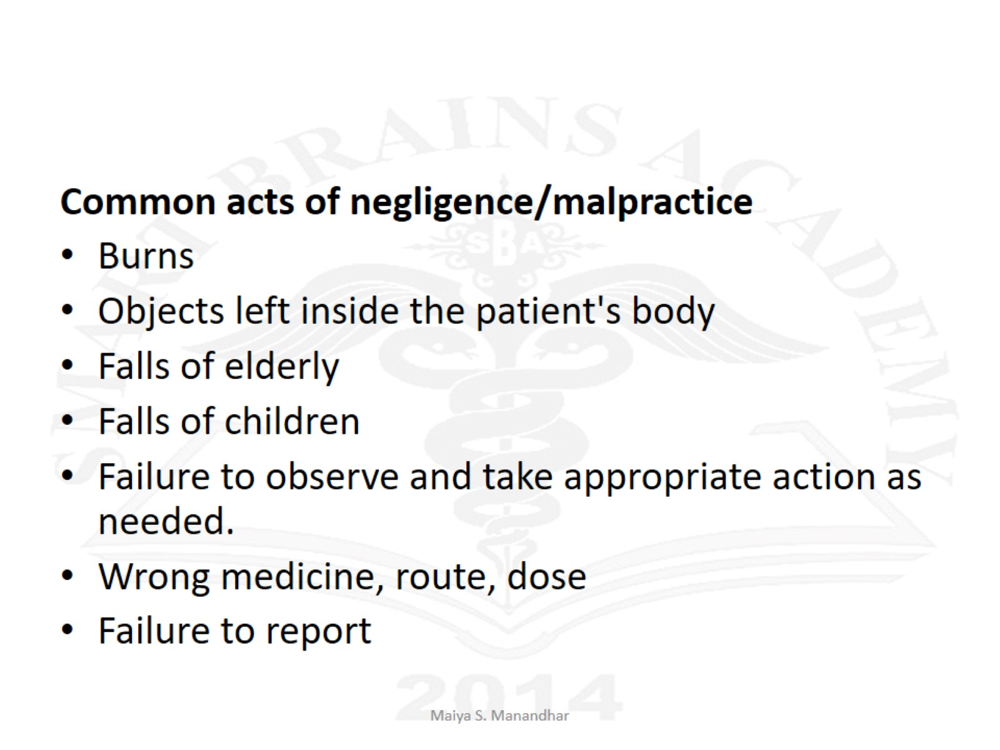 SMART BRAINS ACADEMY
SBA
Common acts of negligence/malpractice
• Burns
• Objects left inside the patient's body
• Falls of elderly
• Falls of children
• Failure to observe and take appropriate action as
needed.
• Wrong medicine, route, dose
• Failure to report
2014
Maiya S. Manandhar